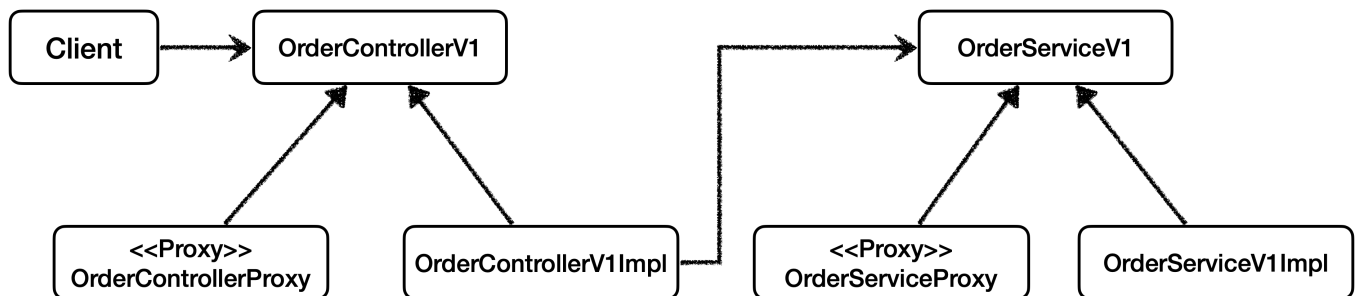 Client
OrderControllerV1
OrderServiceV1
<<Proxy>>
OrderControllerProxy
OrderControllerV1Impl
<<Proxy>>
OrderServiceProxy
OrderServiceV1Impl